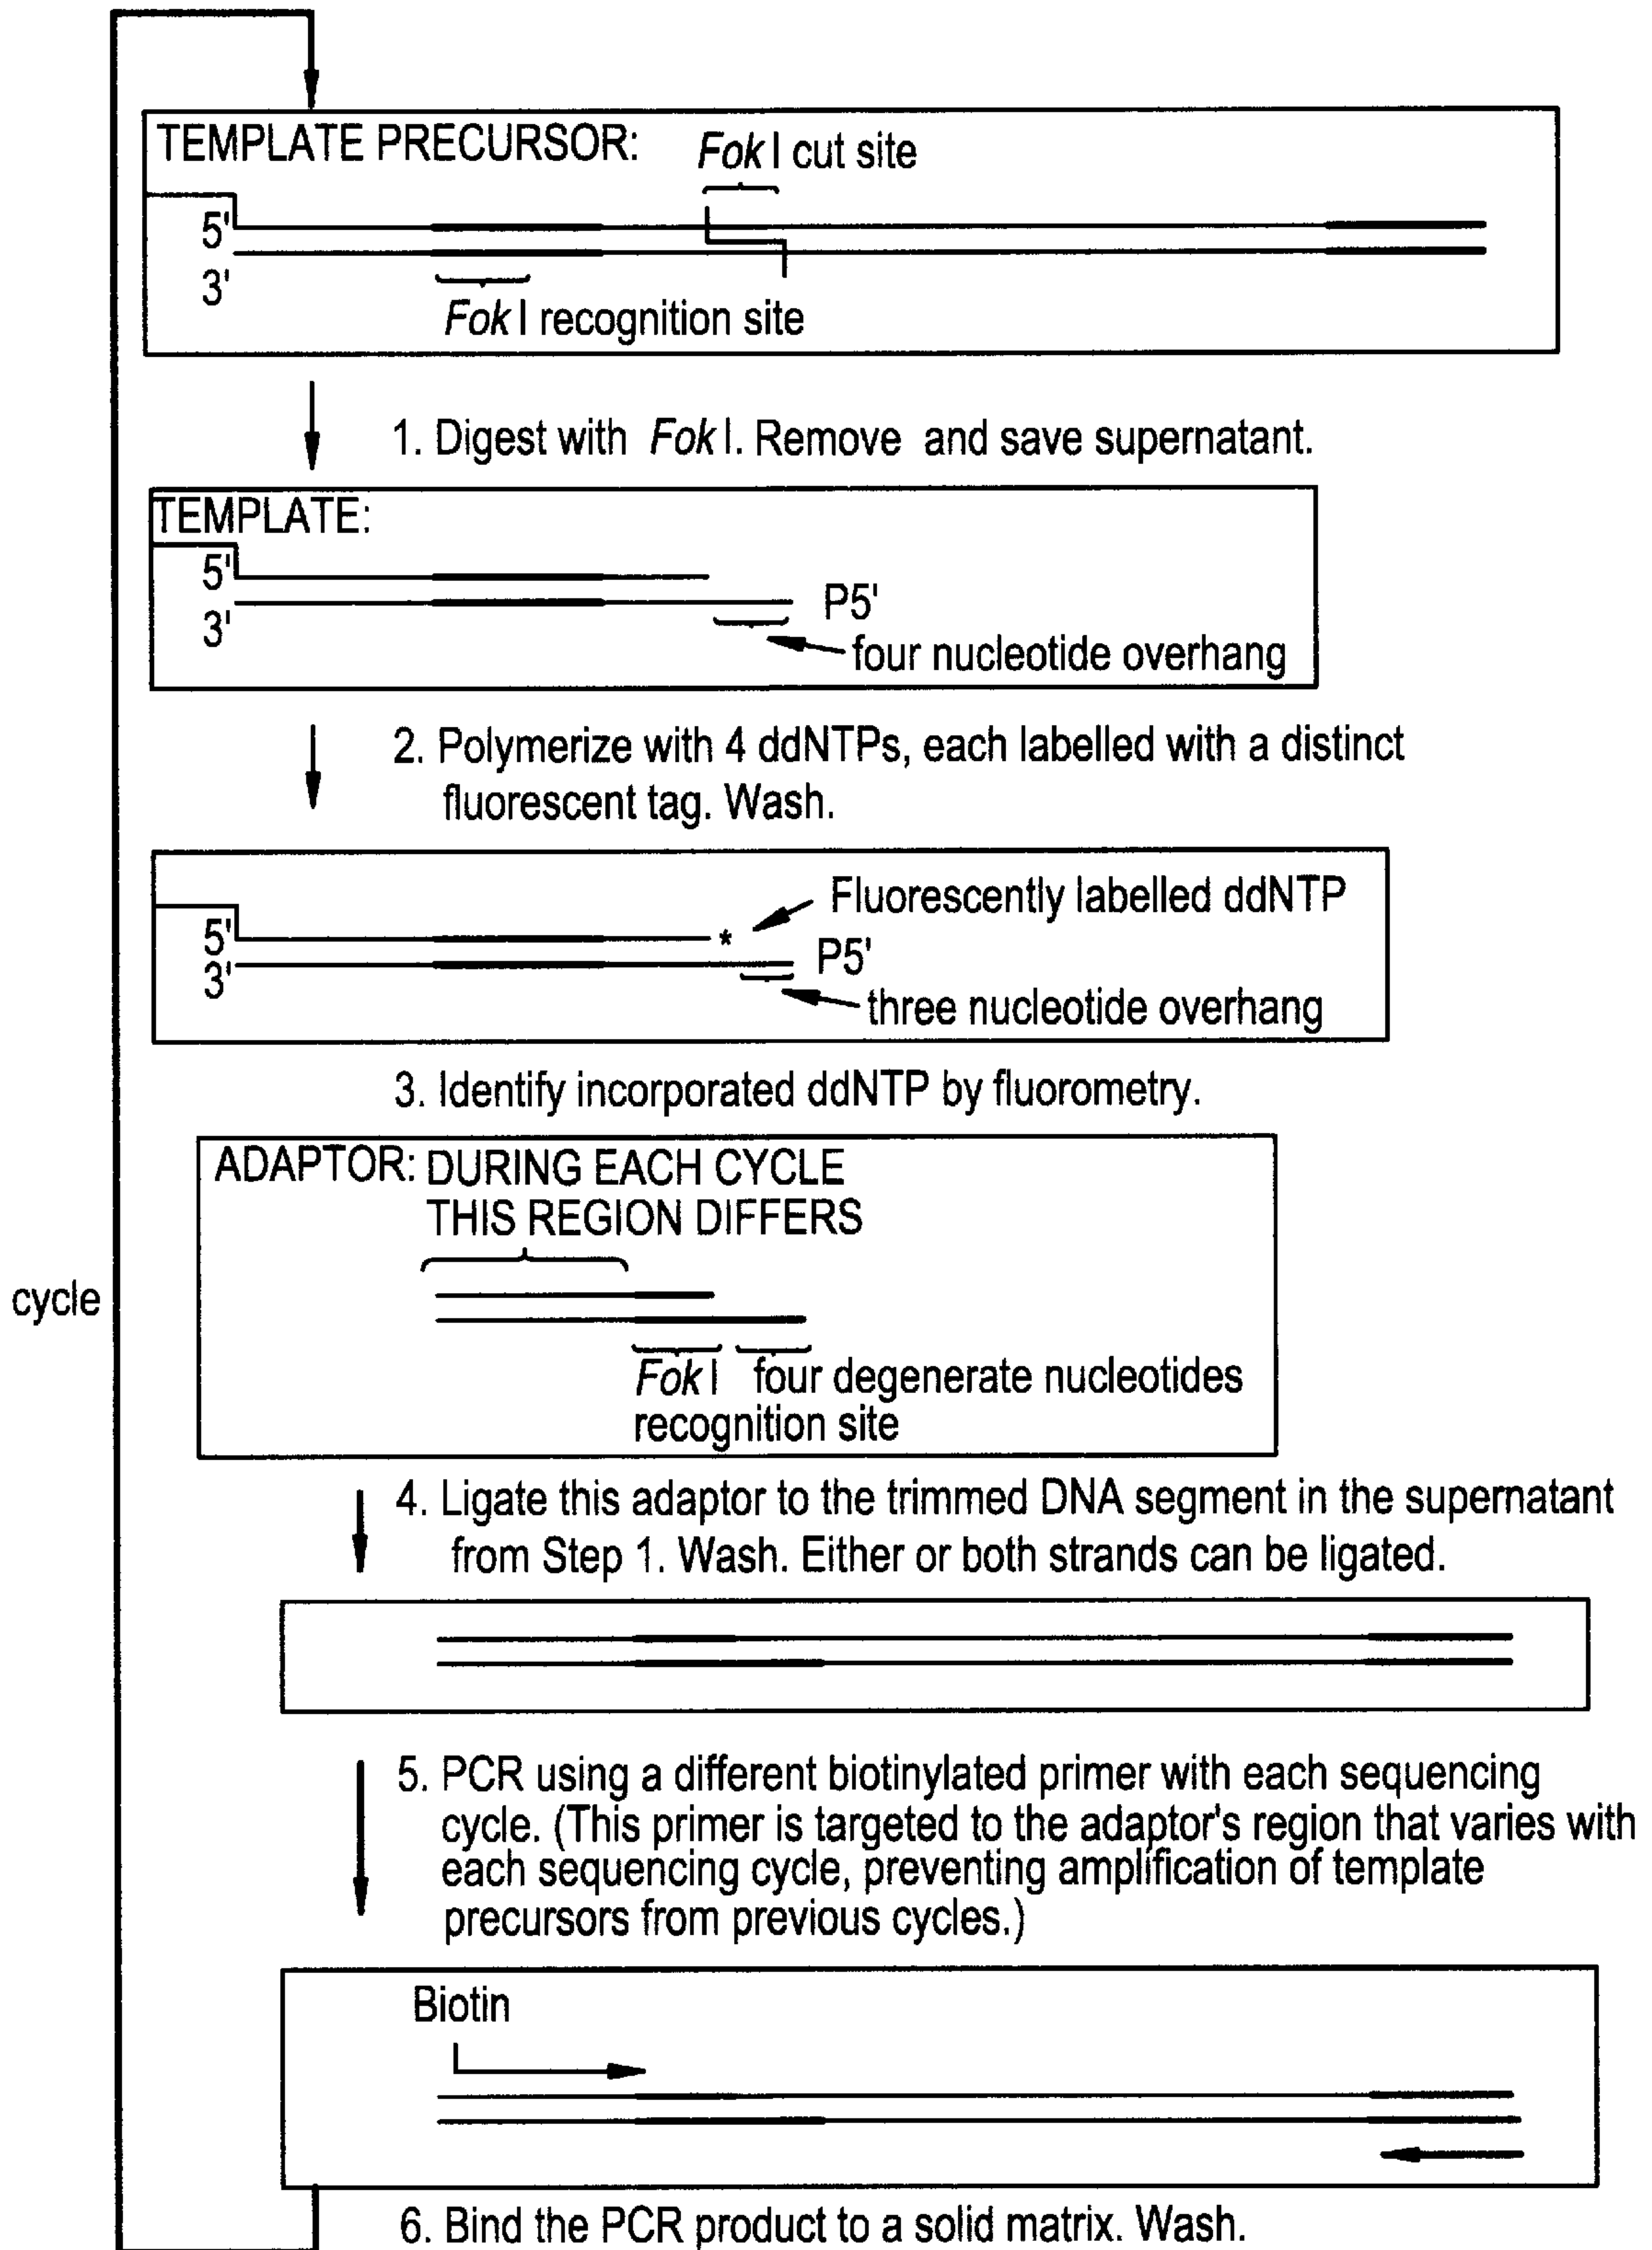 TEMPLATE PRECURSOR:
Fok I cut site
5'
3'
Fok I recognition site
1. Digest with Fok I. Remove and save supernatant.
TEMPLATE:
5'
P5'
3'
four nucleotide overhang
2. Polymerize with 4 ddNTPs, each labelled with a distinct
fluorescent tag. Wash.
Fluorescently labelled ddNTP
5' *
P5'
3'
three nucleotide overhang
3. Identify incorporated ddNTP by fluorometry.
ADAPTOR: DURING EACH CYCLE
THIS REGION DIFFERS
cycle
Fok I four degenerate nucleotides
recognition site
4. Ligate this adaptor to the trimmed DNA segment in the supernatant
from Step 1. Wash. Either or both strands can be ligated.
5. PCR using a different biotinylated primer with each sequencing
cycle. (This primer is targeted to the adaptor's region that varies with
each sequencing cycle, preventing amplification of template
precursors from previous cycles.)
Biotin
6. Bind the PCR product to a solid matrix. Wash.